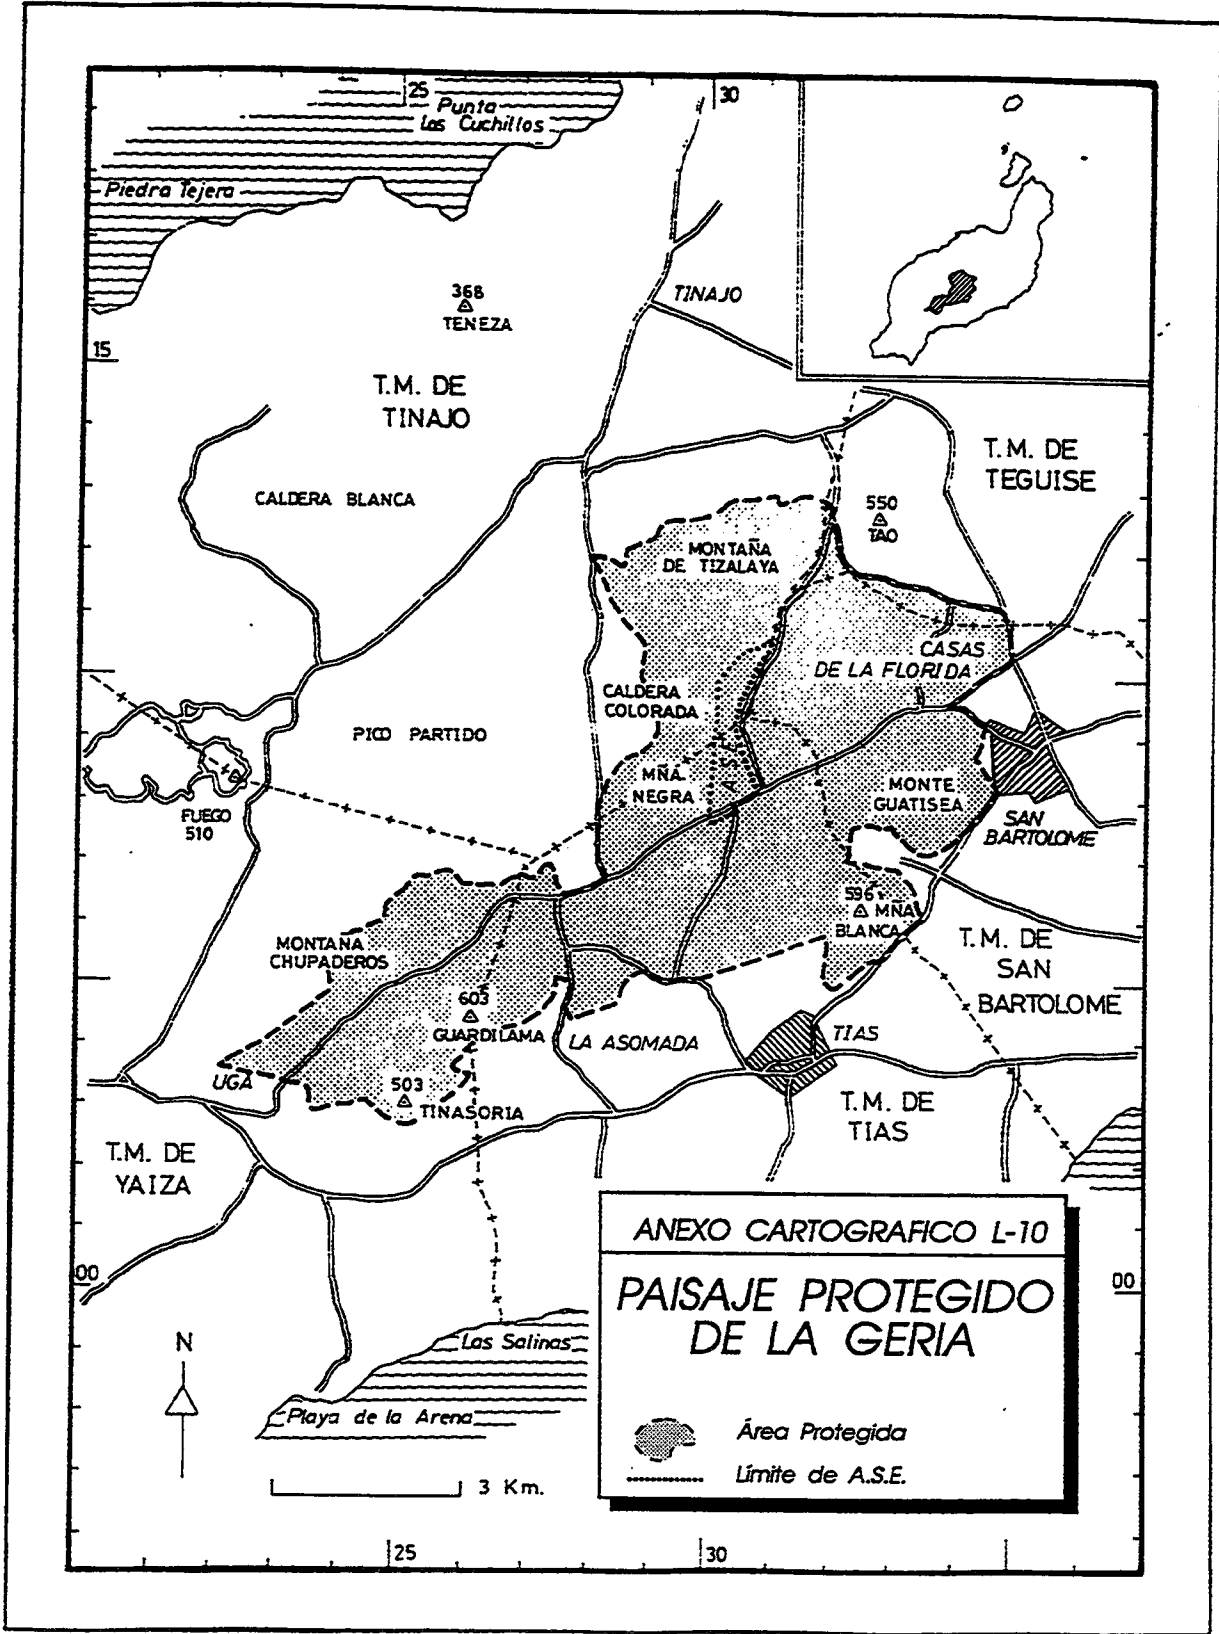 25
30
Punta
Los Cuchillos
Piedra Tejera
368
TENEZA
TINAJO
15
T.M. DE
TINAJO
T.M. DE
TEGUISE
CALDERA BLANCA
550
TAO
MONTAÑA
DE TIZALAYA
CASAS
DE LA FLORIDA
CALDERA
COLORADA
PICO PARTIDO
A.S.E.
MÑA.
NEGRA
MONTE
GUATISEA
FUEGO
510
SAN
BARTOLOME
596
MÑA
BLANCA
T.M. DE
SAN
BARTOLOME
MONTAÑA
CHUPADEROS
603
GUARDILAMA
LA ASOMADA
TIAS
UGA
503
TINASORIA
T.M. DE
TIAS
T.M. DE
YAIZA
ANEXO CARTOGRAFICO L-10
00
00
PAISAJE PROTEGIDO
DE LA GERIA
N
Las Salinas
Playa de la Arena
Área Protegida
Límite de A.S.E.
3 Km.
25
30